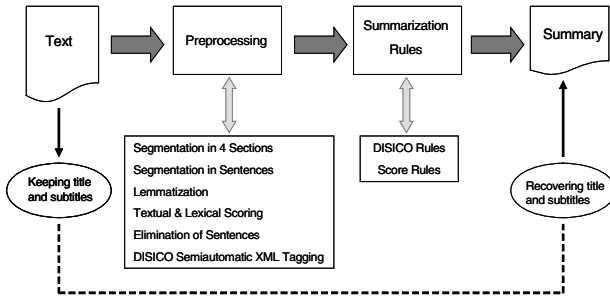 Text
Preprocessing
Summarization
Rules
Summary
Segmentation in 4 Sections
Segmentation in Sentences
Lemmatization
Textual & Lexical Scoring
Elimination of Sentences
DISICO Semiautomatic XML Tagging
DISICO Rules
Score Rules
Keeping title
and subtitles
Recovering title
and subtitles